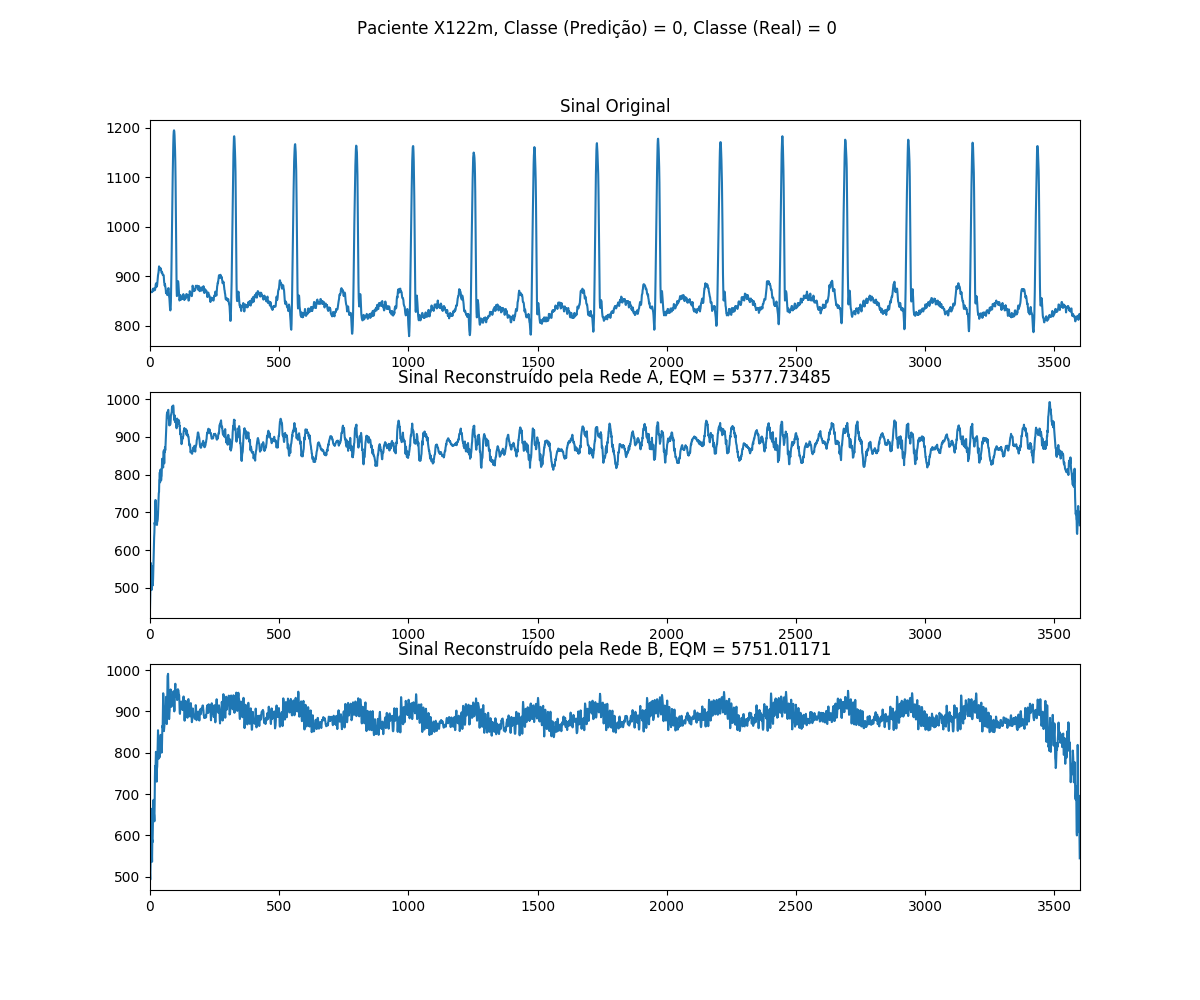 Paciente X122m, Classe (Predição) = 0, Classe (Real) = 0
Sinal Original
1200
1100
1000
900
800
0 500 1000 1500 2000 2500 3000 3500
Sinal Reconstruído pela Rede A, EQM = 5377.73485
1000
900
800
700
600
500
0 500 1000 1500 2000 2500 3000 3500
Sinal Reconstruído pela Rede B, EQM = 5751.01171
1000
900
800
700
600
500
0 500 1000 1500 2000 2500 3000 3500